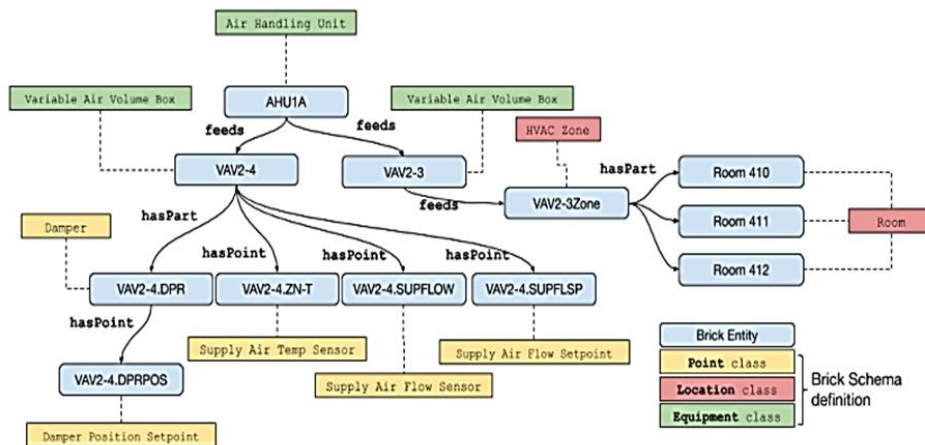 Air Handling Unit
Variable Air Volume Box
AHU1A
Variable Air Volume Box
feeds
feeds
HVAC Zone
VAV2-4
VAV2-3
hasPart
Room 410
feeds
VAV2-3Zone
Damper
hasPart
Room 411
Room
hasPoint
hasPoint
hasPoint
Room 412
VAV2-4.DPR
VAV2-4.ZN-T
VAV2-4.SUPFLOW
VAV2-4.SUPFLSP
hasPoint
Supply Air Temp Sensor
Supply Air Flow Setpoint
VAV2-4.DPRPOS
Supply Air Flow Sensor
Damper Position Setpoint
Brick Entity
Point class
Location class
Equipment class
Brick Schema
definition